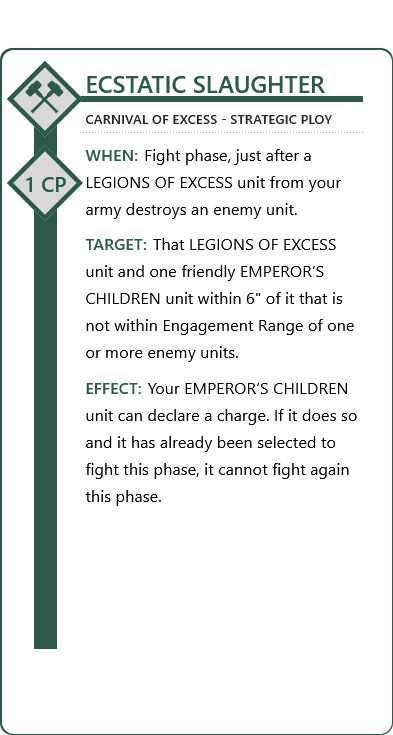 ECSTATIC SLAUGHTER
CARNIVAL OF EXCESS - STRATEGIC PLOY
1 CP
WHEN: Fight phase, just after a
LEGIONS OF EXCESS unit from your
army destroys an enemy unit.
TARGET: That LEGIONS OF EXCESS
unit and one friendly EMPEROR’S
CHILDREN unit within 6" of it that is
not within Engagement Range of one
or more enemy units.
EFFECT: Your EMPEROR’S CHILDREN
unit can declare a charge. If it does so
and it has already been selected to
fight this phase, it cannot fight again
this phase.